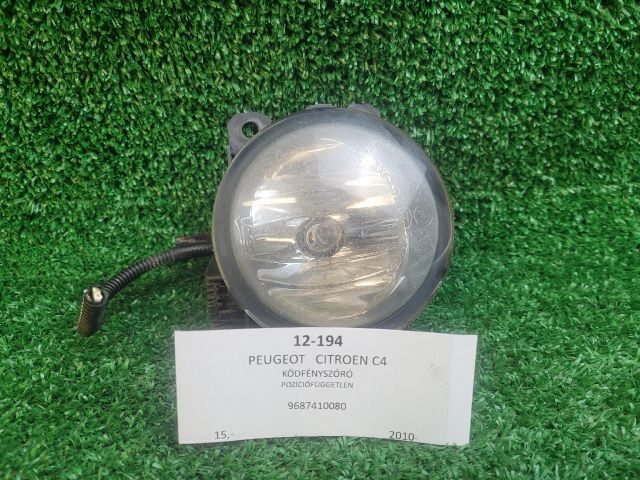 12-194
PEUGEOT CITROEN C4
KÖDFÉNYSZÓRÓ
POZÍCIÓFÜGGETLEN
9687410080
15,- 2010-